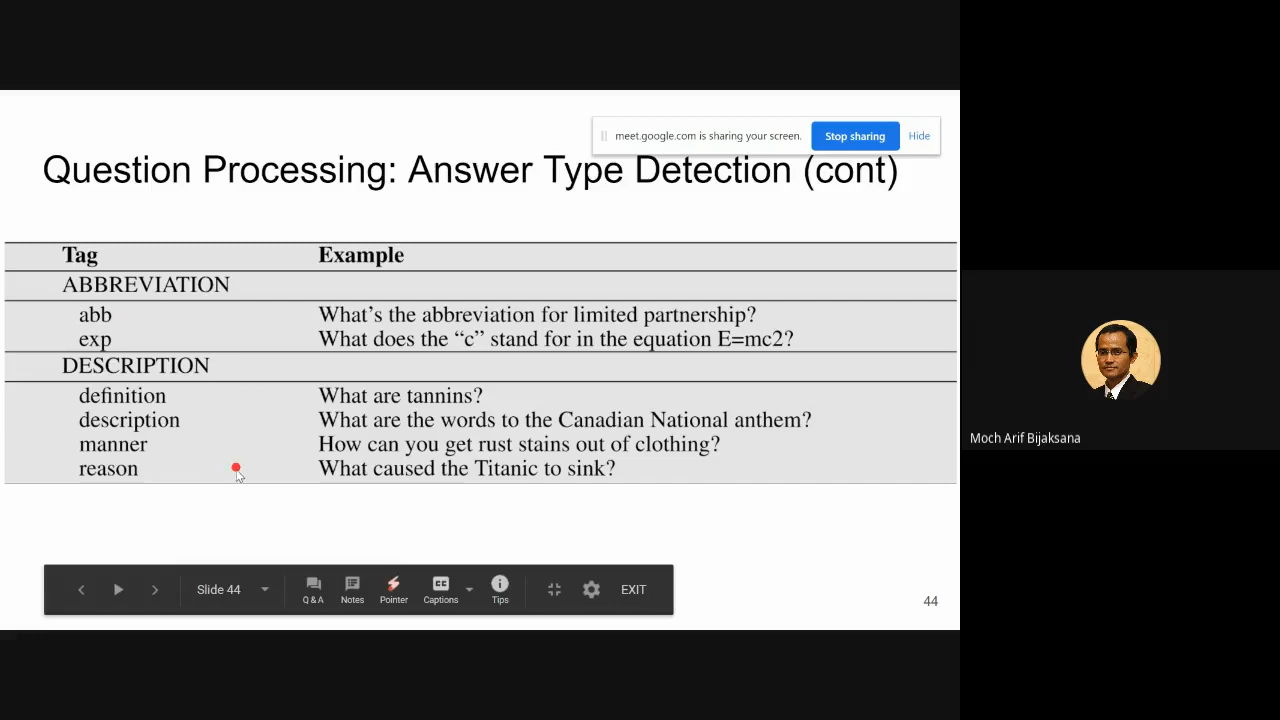 meet.google.com is sharing your screen. Stop sharing Hide
Question Processing: Answer Type Detection (cont)
Tag Example
ABBREVIATION
abb What's the abbreviation for limited partnership?
exp What does the “c” stand for in the equation E=mc2?
DESCRIPTION
definition What are tannins?
description What are the words to the Canadian National anthem?
manner How can you get rust stains out of clothing?
reason What caused the Titanic to sink?
Moch Arif Bijaksana
Slide 44 Q & A Notes Pointer CC Captions Tips EXIT
44